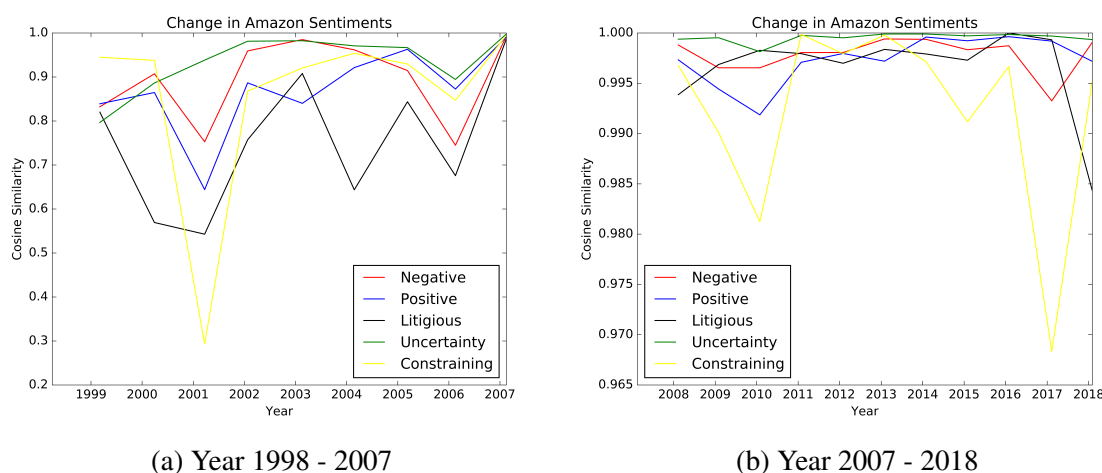 Change in Amazon Sentiments
1.0
0.9
0.8
0.7
0.6
0.5
0.4
0.3
0.2
Cosine Similarity
1999 2000 2001 2002 2003 2004 2005 2006 2007
Year
Negative
Positive
Litigious
Uncertainty
Constraining
(a) Year 1998 - 2007
Change in Amazon Sentiments
1.000
0.995
0.990
0.985
0.980
0.975
0.970
0.965
Cosine Similarity
2008 2009 2010 2011 2012 2013 2014 2015 2016 2017 2018
Year
Negative
Positive
Litigious
Uncertainty
Constraining
(b) Year 2007 - 2018